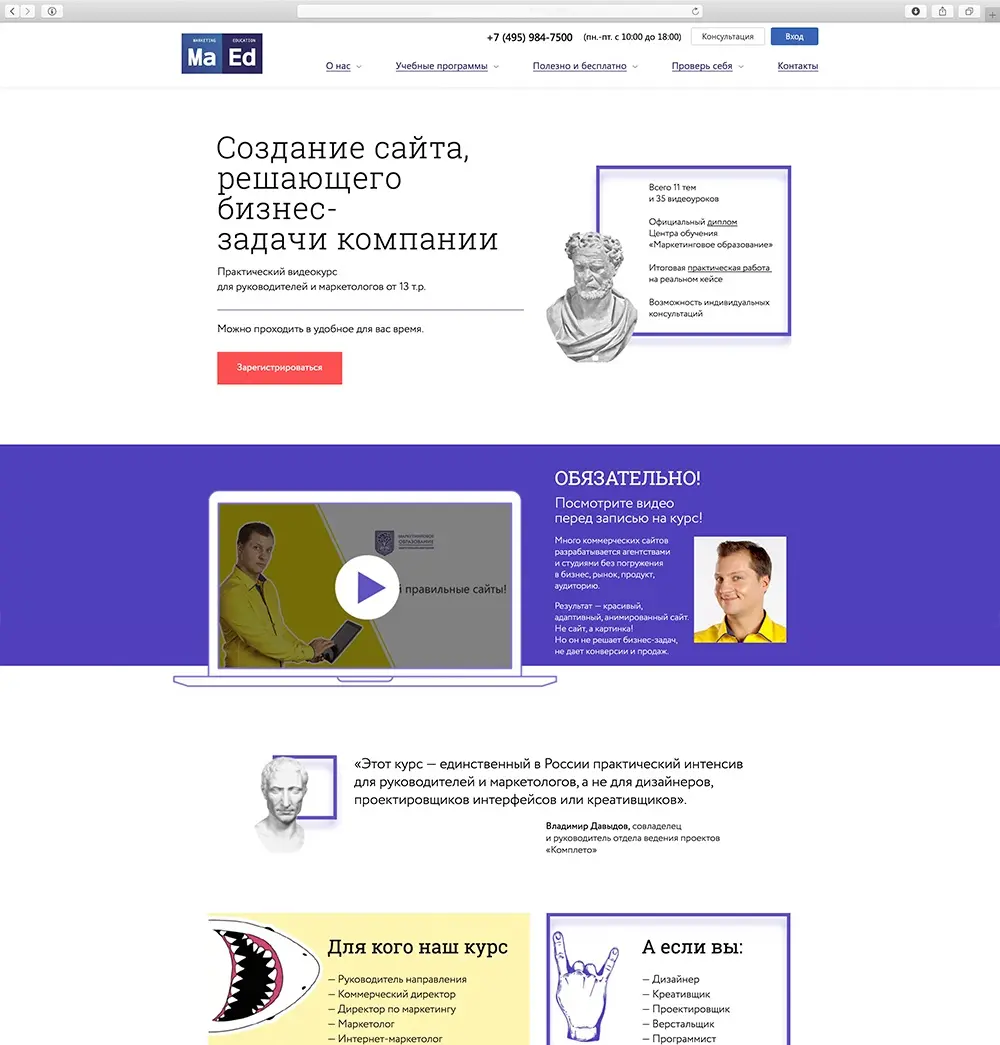 MARKETING EDUCATION
Ma Ed
+7 (495) 984-7500 (пн.-пт. с 10:00 до 18:00) Консультация Вход
О нас Учебные программы Полезно и бесплатно Проверь себя Контакты
Создание сайта,
решающего
бизнес-
задачи компании
Практический видеокурс
для руководителей и маркетологов от 13 т.р.
Можно проходить в удобное для вас время.
Зарегистрироваться
Всего 11 тем
и 35 видеоуроков
Официальный диплом
Центра обучения
«Маркетинговое образование»
Итоговая практическая работа
на реальном кейсе
Возможность индивидуальных
консультаций
МАРКЕТИНГОВОЕ
ОБРАЗОВАНИЕ
правильные сайты!
ОБЯЗАТЕЛЬНО!
Посмотрите видео
перед записью на курс!
Много коммерческих сайтов
разрабатывается агентствами
и студиями без погружения
в бизнес, рынок, продукт,
аудиторию.
Результат — красивый,
адаптивный, анимированный сайт.
Не сайт, а картинка!
Но он не решает бизнес-задач,
не дает конверсии и продаж.
«Этот курс — единственный в России практический интенсив
для руководителей и маркетологов, а не для дизайнеров,
проектировщиков интерфейсов или креативщиков».
Владимир Давыдов, совладелец
и руководитель отдела ведения проектов
«Комплето»
Для кого наш курс
— Руководитель направления
— Коммерческий директор
— Директор по маркетингу
— Маркетолог
— Интернет-маркетолог
А если вы:
— Дизайнер
— Креативщик
— Проектировщик
— Верстальщик
— Программист